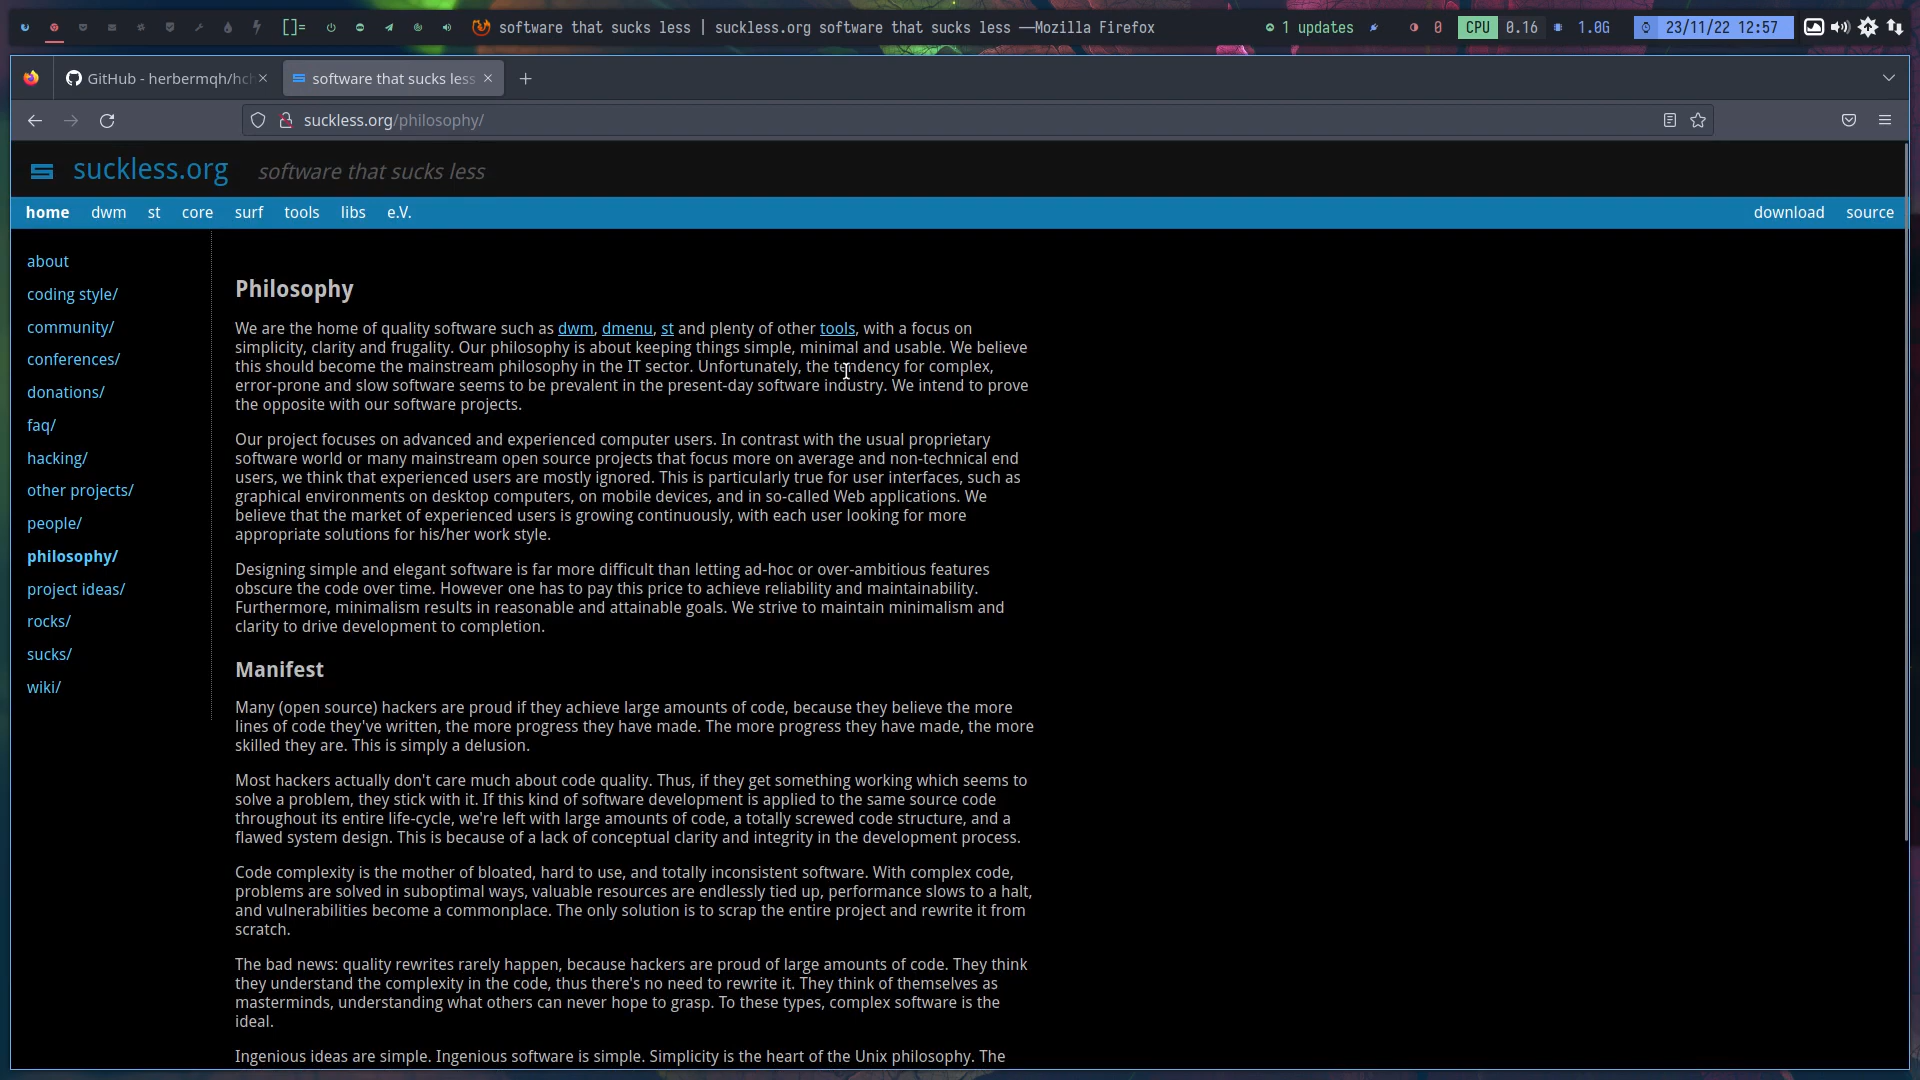 []= software that sucks less | suckless.org software that sucks less —Mozilla Firefox 1 updates 0 CPU 0.16 1.0G 23/11/22 12:57
GitHub - herbermqh/hch software that sucks less
suckless.org/philosophy/
suckless.org software that sucks less
home dwm st core surf tools libs e.V. download source
about
coding style/
community/
conferences/
donations/
faq/
hacking/
other projects/
people/
philosophy/
project ideas/
rocks/
sucks/
wiki/
Philosophy
We are the home of quality software such as dwm, dmenu, st and plenty of other tools, with a focus on
simplicity, clarity and frugality. Our philosophy is about keeping things simple, minimal and usable. We believe
this should become the mainstream philosophy in the IT sector. Unfortunately, the tendency for complex,
error-prone and slow software seems to be prevalent in the present-day software industry. We intend to prove
the opposite with our software projects.
Our project focuses on advanced and experienced computer users. In contrast with the usual proprietary
software world or many mainstream open source projects that focus more on average and non-technical end
users, we think that experienced users are mostly ignored. This is particularly true for user interfaces, such as
graphical environments on desktop computers, on mobile devices, and in so-called Web applications. We
believe that the market of experienced users is growing continuously, with each user looking for more
appropriate solutions for his/her work style.
Designing simple and elegant software is far more difficult than letting ad-hoc or over-ambitious features
obscure the code over time. However one has to pay this price to achieve reliability and maintainability.
Furthermore, minimalism results in reasonable and attainable goals. We strive to maintain minimalism and
clarity to drive development to completion.
Manifest
Many (open source) hackers are proud if they achieve large amounts of code, because they believe the more
lines of code they've written, the more progress they have made. The more progress they have made, the more
skilled they are. This is simply a delusion.
Most hackers actually don't care much about code quality. Thus, if they get something working which seems to
solve a problem, they stick with it. If this kind of software development is applied to the same source code
throughout its entire life-cycle, we're left with large amounts of code, a totally screwed code structure, and a
flawed system design. This is because of a lack of conceptual clarity and integrity in the development process.
Code complexity is the mother of bloated, hard to use, and totally inconsistent software. With complex code,
problems are solved in suboptimal ways, valuable resources are endlessly tied up, performance slows to a halt,
and vulnerabilities become a commonplace. The only solution is to scrap the entire project and rewrite it from
scratch.
The bad news: quality rewrites rarely happen, because hackers are proud of large amounts of code. They think
they understand the complexity in the code, thus there's no need to rewrite it. They think of themselves as
masterminds, understanding what others can never hope to grasp. To these types, complex software is the
ideal.
Ingenious ideas are simple. Ingenious software is simple. Simplicity is the heart of the Unix philosophy. The